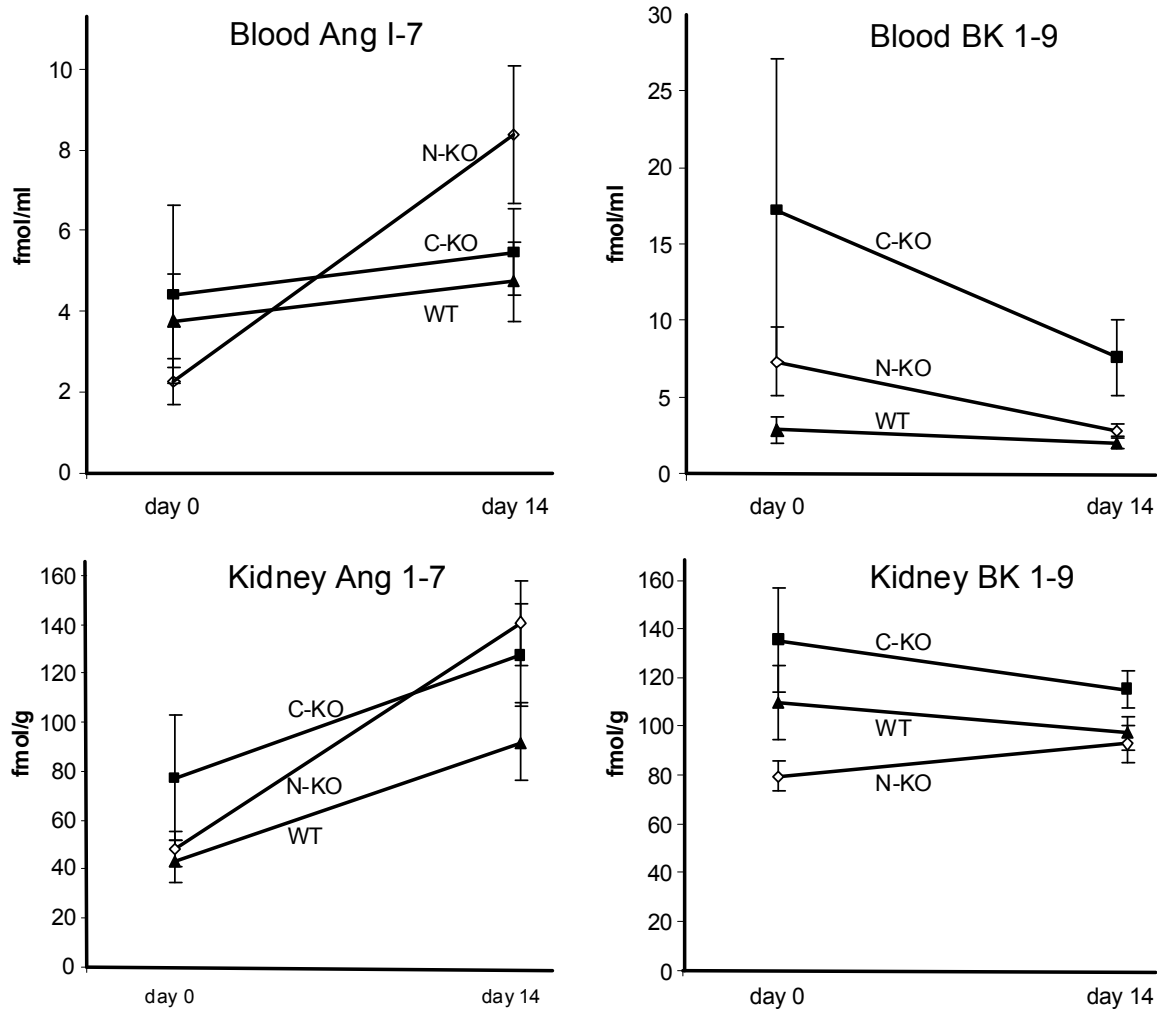 Blood Ang I-7
fmol/ml
10
8
6
4
2
0
N-KO
C-KO
WT
day 0
day 14
Blood BK 1-9
fmol/ml
30
25
20
15
10
5
0
C-KO
N-KO
WT
day 0
day 14
Kidney Ang 1-7
fmol/g
160
140
120
100
80
60
40
20
0
C-KO
N-KO
WT
day 0
day 14
Kidney BK 1-9
fmol/g
160
140
120
100
80
60
40
20
0
C-KO
WT
N-KO
day 0
day 14